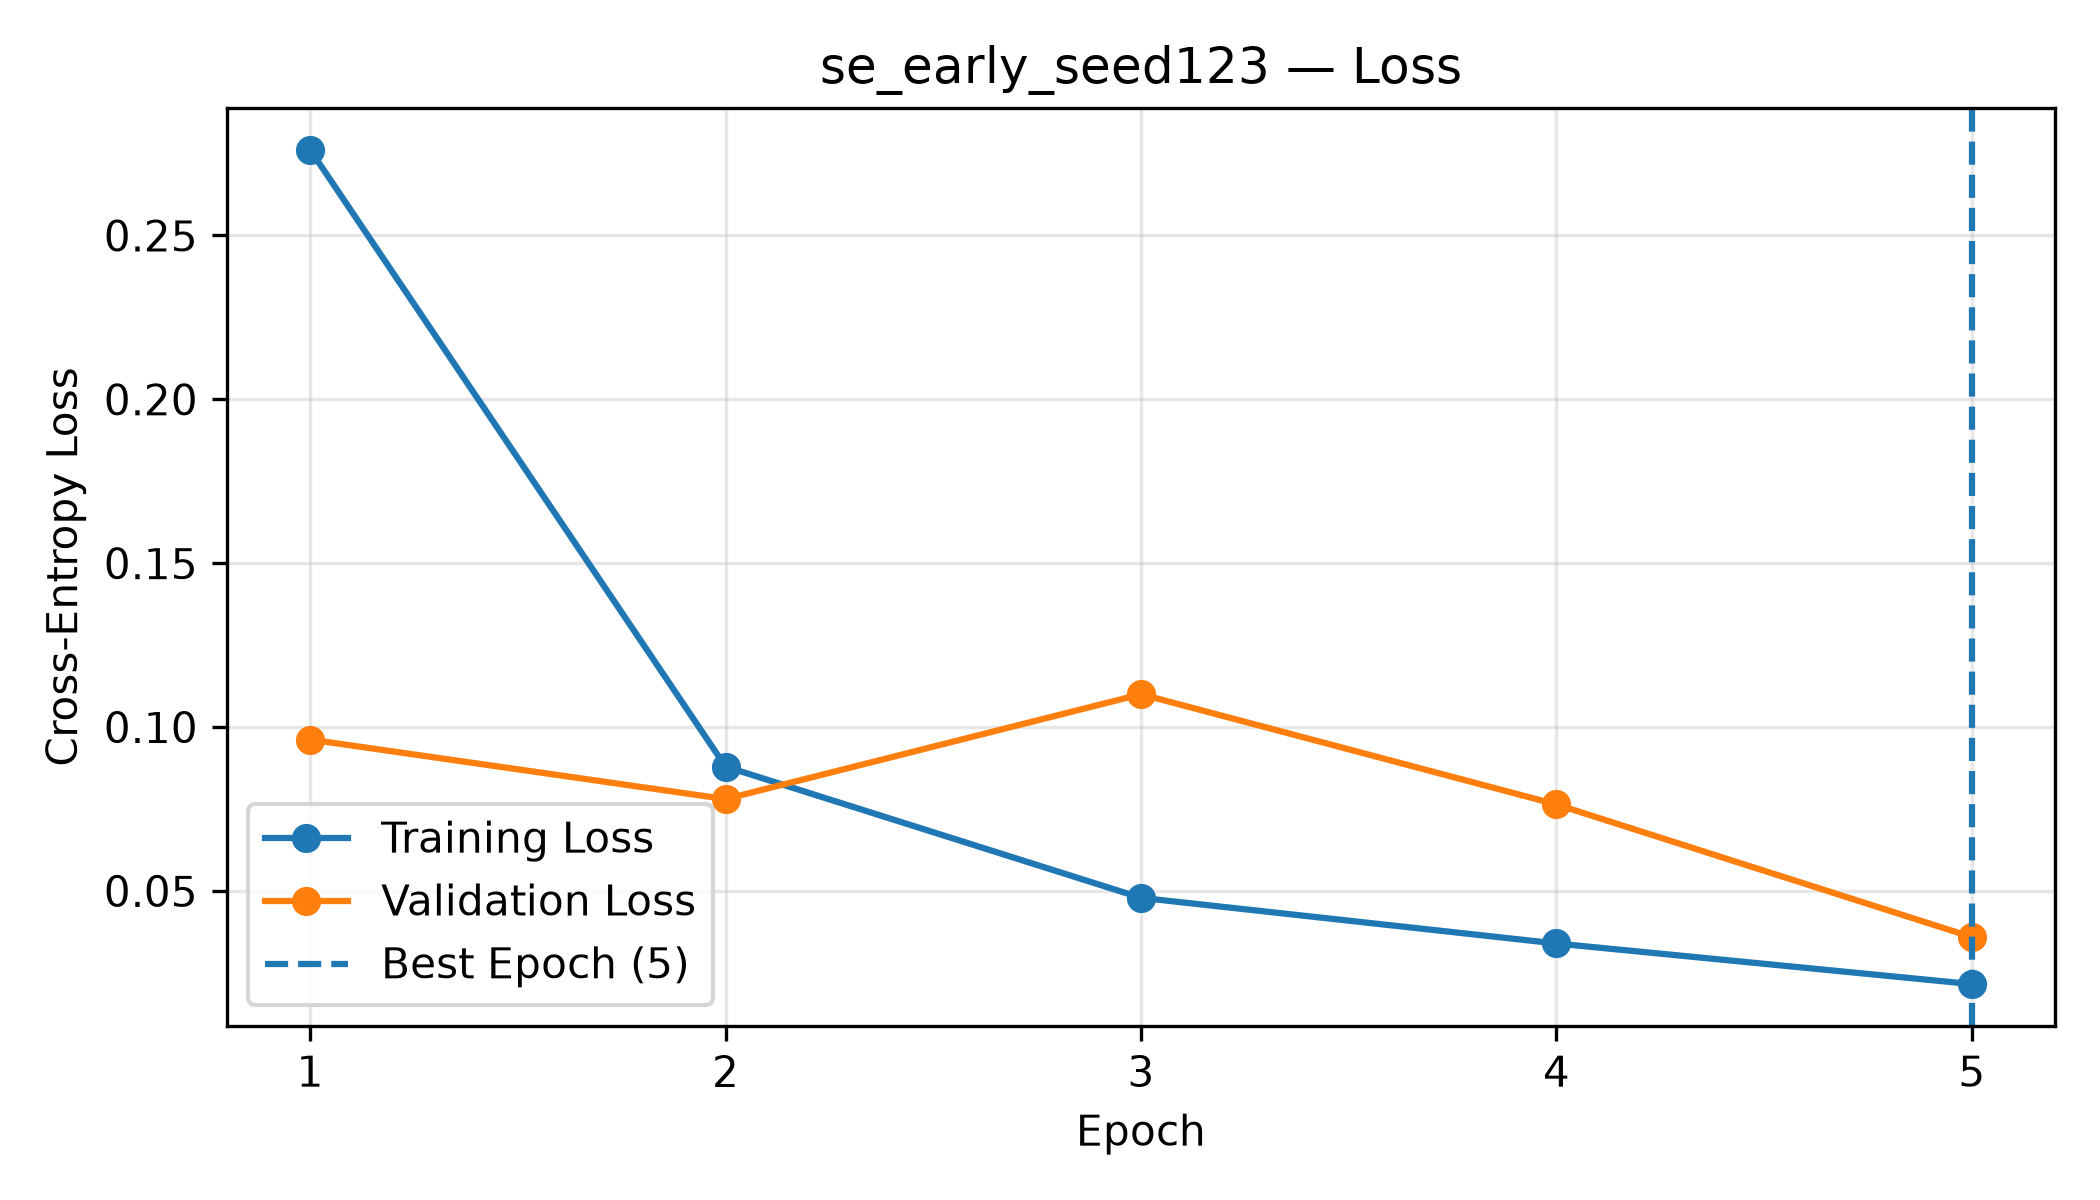 se_early_seed123 — Loss
Cross-Entropy Loss
0.25
0.20
0.15
0.10
0.05
Training Loss
Validation Loss
Best Epoch (5)
1 2 3 4 5
Epoch